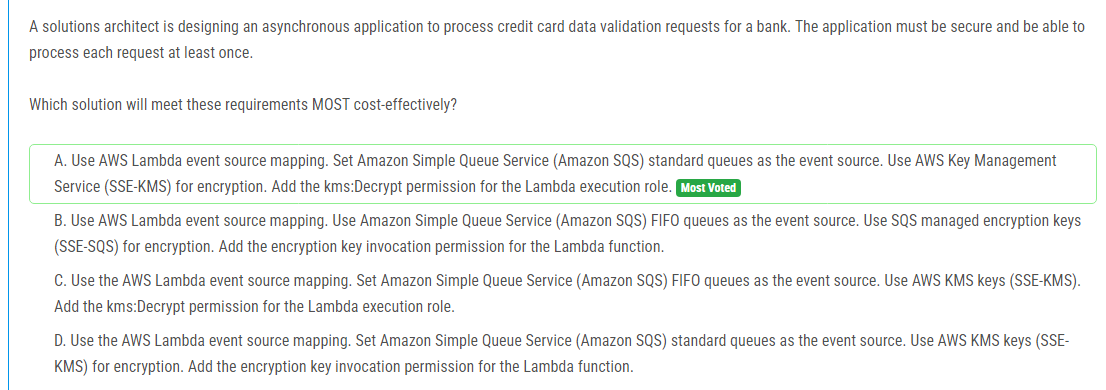 A solutions architect is designing an asynchronous application to process credit card data validation requests for a bank. The application must be secure and be able to
process each request at least once.
Which solution will meet these requirements MOST cost-effectively?
A. Use AWS Lambda event source mapping. Set Amazon Simple Queue Service (Amazon SQS) standard queues as the event source. Use AWS Key Management
Service (SSE-KMS) for encryption. Add the kms:Decrypt permission for the Lambda execution role. Most Voted
B. Use AWS Lambda event source mapping. Use Amazon Simple Queue Service (Amazon SQS) FIFO queues as the event source. Use SQS managed encryption keys
(SSE-SQS) for encryption. Add the encryption key invocation permission for the Lambda function.
C. Use the AWS Lambda event source mapping. Set Amazon Simple Queue Service (Amazon SQS) FIFO queues as the event source. Use AWS KMS keys (SSE-KMS).
Add the kms:Decrypt permission for the Lambda execution role.
D. Use the AWS Lambda event source mapping. Set Amazon Simple Queue Service (Amazon SQS) standard queues as the event source. Use AWS KMS keys (SSE-
KMS) for encryption. Add the encryption key invocation permission for the Lambda function.